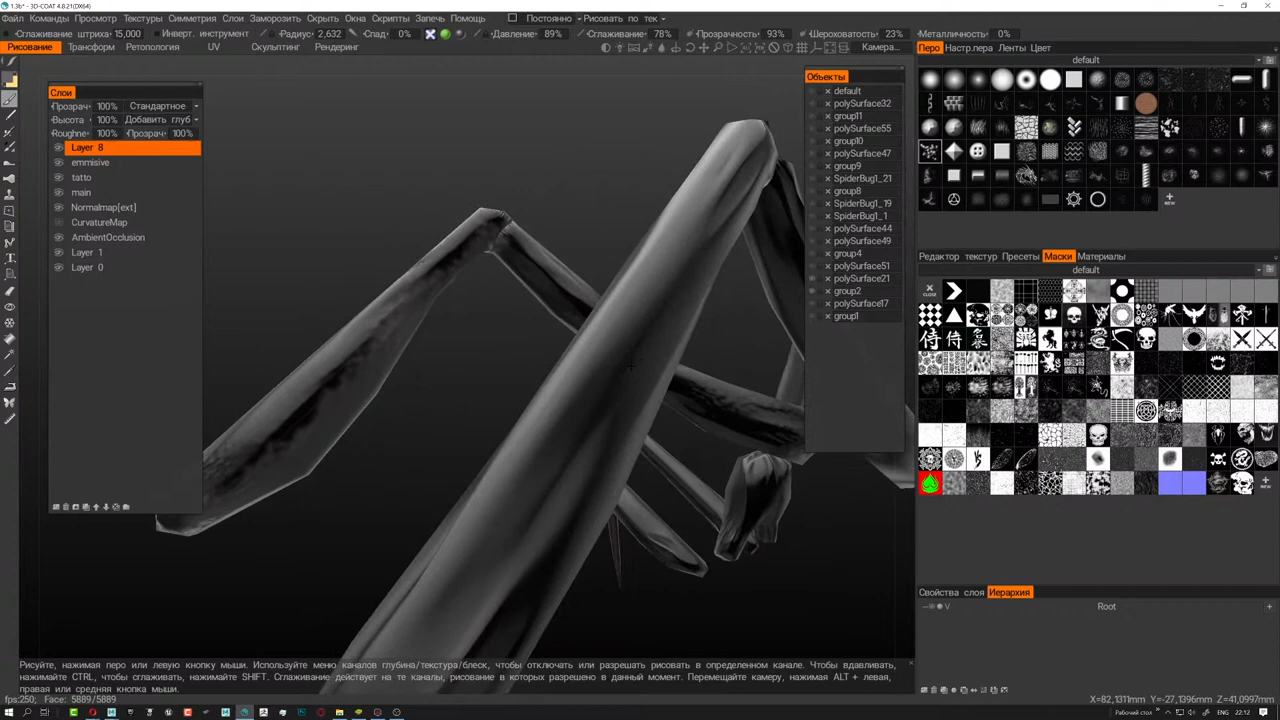 1.3b* - 3D-COAT 4.8.21(DX64)
Файл Команды Просмотр Текстуры Симметрия Слои Заморозить Скрыть Окна Скрипты Запечь Помощь Постоянно Рисовать по тек
Сглаживание штриха 15,000 Инверт. инструмент Радиус 2,632 Спад 0% Давление 89% Сглаживание 78% Прозрачность 93% Шероховатость 23% Металличность 0%
Рисование Трансформ Ретопология UV Скульптинг Рендеринг Камера... Перо Настр.пера Ленты Цвет
default
Слои
Прозрач 100% Стандартное
Высота 100% Добавить глуб
Roughne 100% Прозрач 100%
Layer 8
emmisive
tatto
main
Normalmap[ext]
CurvatureMap
AmbientOcclusion
Layer 1
Layer 0
Объекты
default
polySurface32
group11
polySurface55
group10
polySurface47
group9
SpiderBug1_21
group8
SpiderBug1_19
SpiderBug1_1
polySurface44
polySurface49
group4
polySurface51
polySurface21
group2
polySurface17
group1
NEW
Редактор текстур Пресеты Маски Материалы
default
CLOSE
NEW
Свойства слоя Иерархия
V Root
Рисуйте, нажимая перо или левую кнопку мыши. Используйте меню каналов глубина/текстура/блеск, чтобы отключить или разрешать рисовать в определенном канале. Чтобы вдавливать,
нажимайте CTRL, чтобы сглаживать, нажимайте SHIFT. Сглаживание действует на те каналы, рисование в которых разрешено в данный момент. Перемещайте камеру, нажимая ALT + левая,
правая или средняя кнопка мыши.
fps:250; Face: 5889/5889 X=82,1311mm Y=-27,1396mm Z=41,0997mm
Рабочий стол ENG 22:12